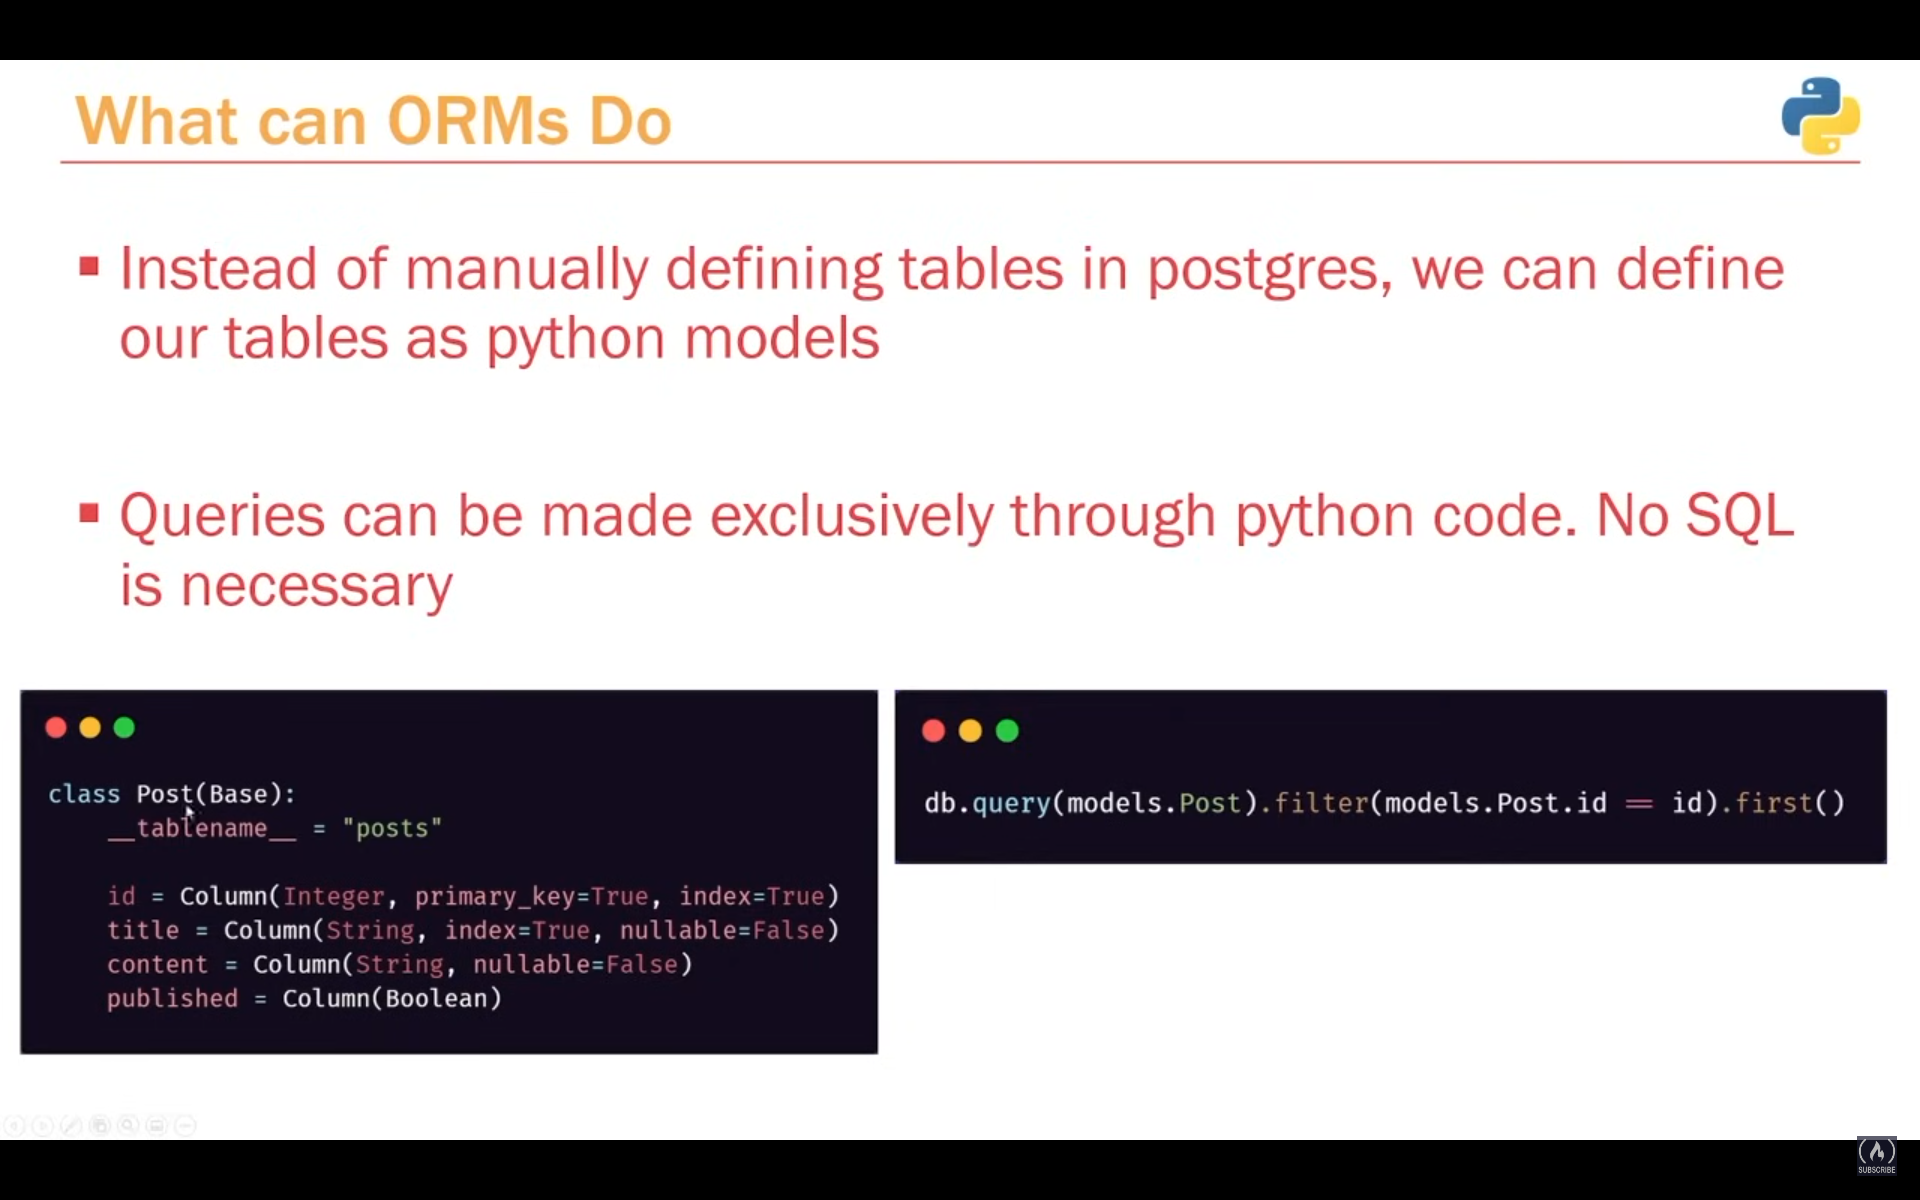 What can ORMs Do
Instead of manually defining tables in postgres, we can define
our tables as python models
Queries can be made exclusively through python code. No SQL
is necessary
class Post(Base):
    __tablename__ = "posts"
    id = Column(Integer, primary_key=True, index=True)
    title = Column(String, index=True, nullable=False)
    content = Column(String, nullable=False)
    published = Column(Boolean)
db.query(models.Post).filter(models.Post.id == id).first()
SUBSCRIBE